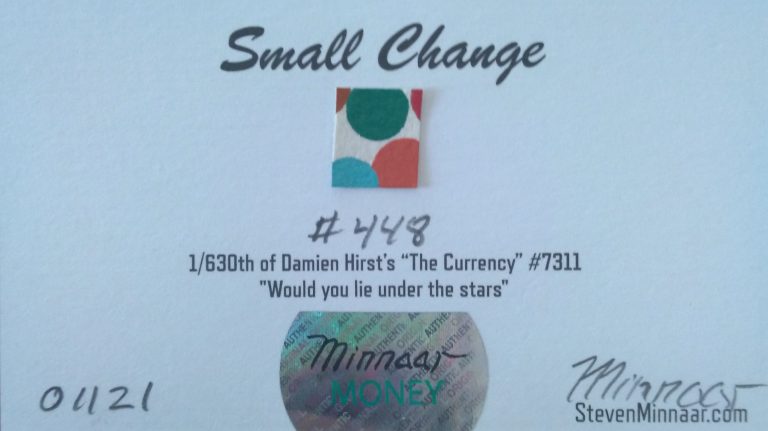 Small Change
#448
1/630th of Damien Hirst's "The Currency" #7311
"Would you lie under the stars"
Minnaar
MONEY
01121
Minnaar
StevenMinnaar.com